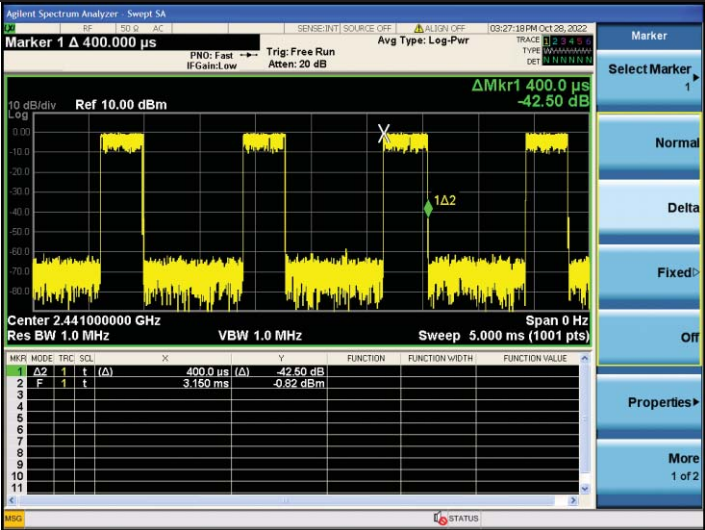 Agilent Spectrum Analyzer - Swept SA
RF 50 Ω AC SENSE:INT SOURCE OFF ALIGN OFF 03:27:18 PM Oct 28, 2022
Marker 1 Δ 400.000 µs
PNO: Fast Trig: Free Run Avg Type: Log-Pwr TRACE 1 2 3 4 5 6
IFGain:Low Atten: 20 dB TYPE
DET N N N N N N
ΔMkr1 400.0 µs
-42.50 dB
10 dB/div Ref 10.00 dBm
Log
0.00
-10.0
-20.0
-30.0
-40.0
-50.0
-60.0
-70.0
-80.0
1Δ2
Center 2.441000000 GHz Span 0 Hz
Res BW 1.0 MHz VBW 1.0 MHz Sweep 5.000 ms (1001 pts)
MKR MODE TRC SCL X Y FUNCTION FUNCTION WIDTH FUNCTION VALUE
1 Δ2 1 t (Δ) 400.0 µs (Δ) -42.50 dB
2 F 1 t 3.150 ms -0.82 dBm
3
4
5
6
7
8
9
10
11
MSG STATUS
Marker
Select Marker
1
Normal
Delta
Fixed
Off
Properties
More
1 of 2